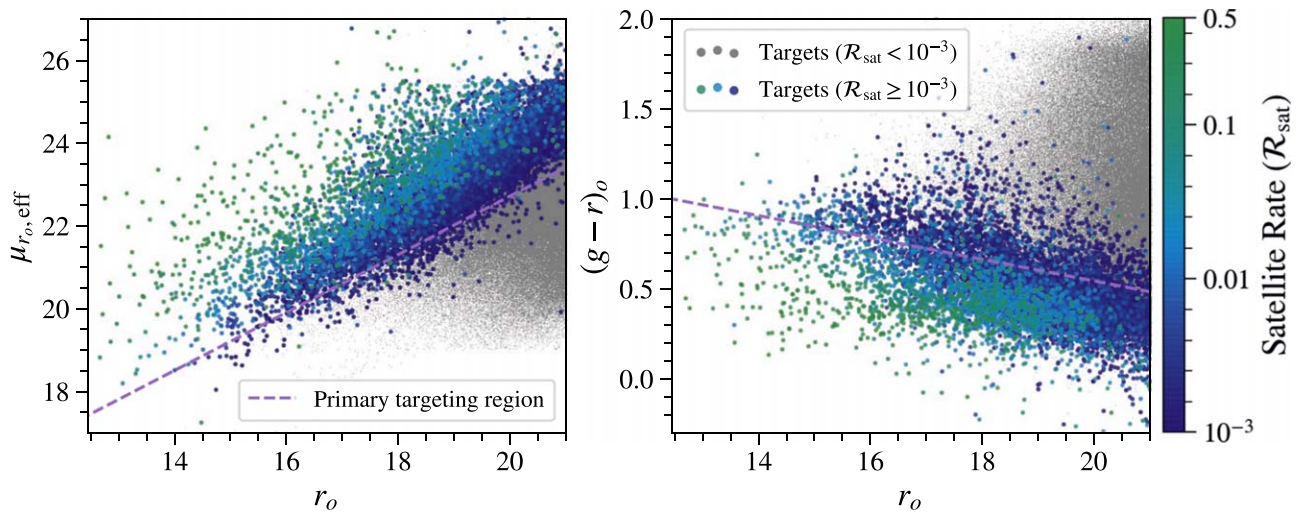 26
24
22
20
18
μ_{r_o,eff}
14
16
18
20
r_o
Primary targeting region
2.0
1.5
1.0
0.5
0.0
(g − r)_o
14
16
18
20
r_o
Targets (R_sat < 10⁻³)
Targets (R_sat ≥ 10⁻³)
0.5
0.1
0.01
10⁻³
Satellite Rate (R_sat)